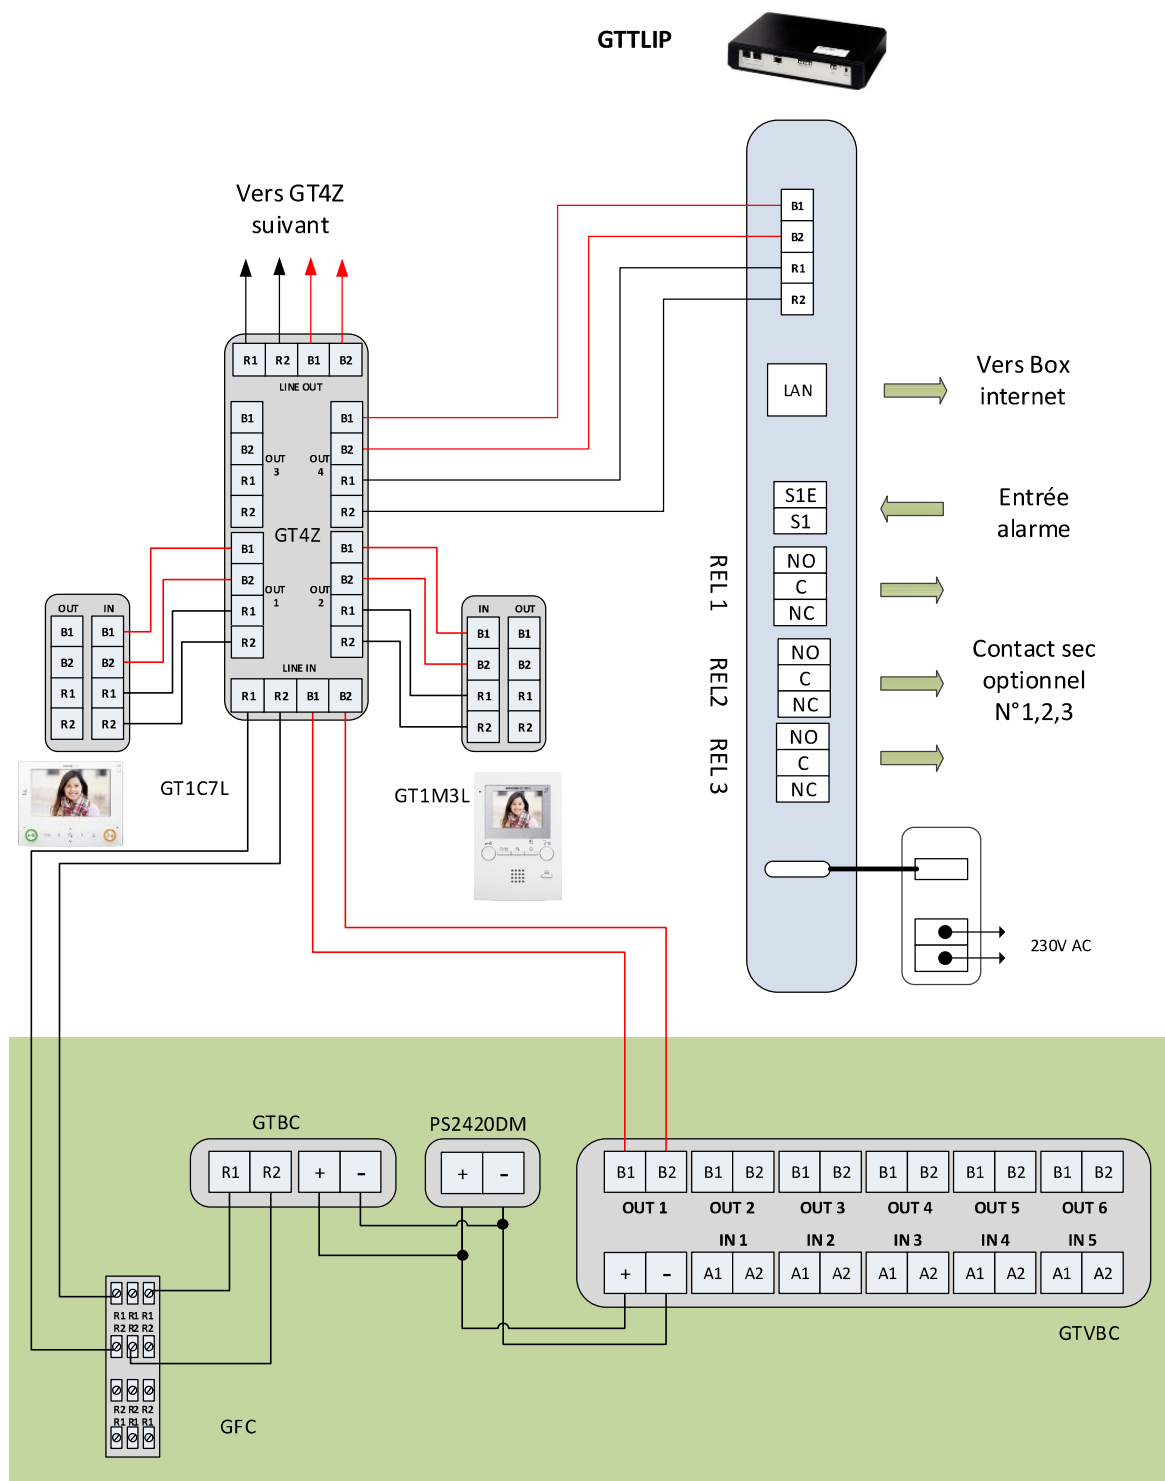 GTTLIP
Vers GT4Z
suivant
B1
B2
R1
R2
R1 R2 B1 B2
LINE OUT
Vers Box
internet
LAN
B1 B1
B2 B2
OUT 3 OUT 4
R1 R1
R2 R2
S1E
S1
Entrée
alarme
GT4Z
B1 B1
B2 B2
OUT 1 OUT 2
R1 R1
R2 R2
REL 1
NO
C
NC
OUT IN
B1 B1
B2 B2
R1 R1
R2 R2
IN OUT
B1 B1
B2 B2
R1 R1
R2 R2
LINE IN
R1 R2 B1 B2
REL2
NO
C
NC
Contact sec
optionnel
N°1,2,3
REL 3
NO
C
NC
GT1C7L
GT1M3L
230V AC
GTBC
PS2420DM
R1 R2 + -
+ -
B1 B2 B1 B2 B1 B2 B1 B2 B1 B2 B1 B2
OUT 1 OUT 2 OUT 3 OUT 4 OUT 5 OUT 6
IN 1 IN 2 IN 3 IN 4 IN 5
+ - A1 A2 A1 A2 A1 A2 A1 A2 A1 A2
GTVBC
R1 R1 R1
R2 R2 R2
R2 R2 R2
R1 R1 R1
GFC